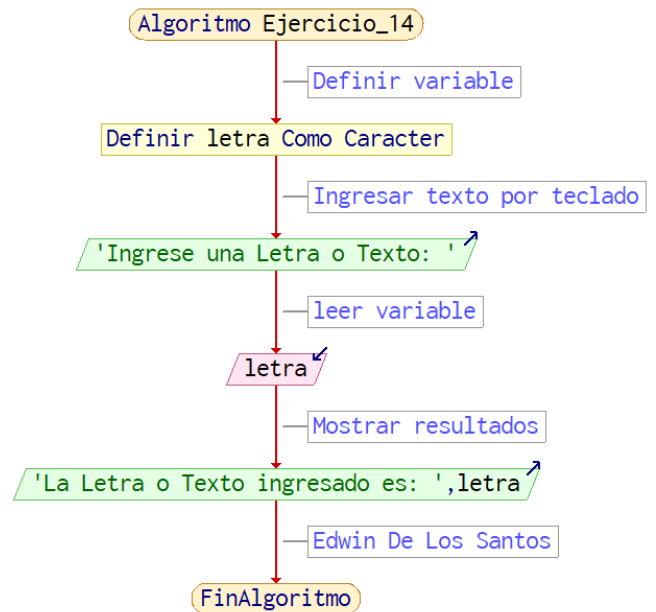 Algoritmo Ejercicio_14
Definir variable
Definir letra Como Caracter
Ingresar texto por teclado
'Ingrese una Letra o Texto: '
leer variable
letra
Mostrar resultados
'La Letra o Texto ingresado es: ',letra
Edwin De Los Santos
FinAlgoritmo